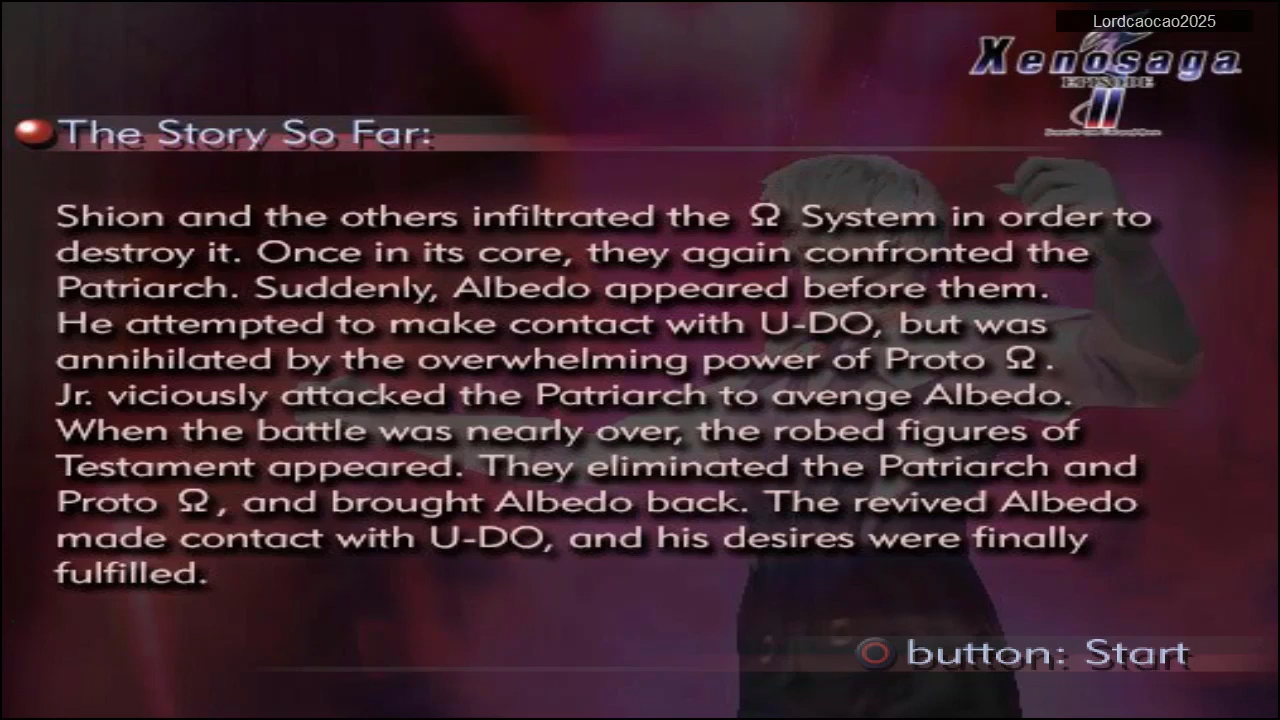 Lordcaocao2025
Xenosaga
EPISODE
II
The Story So Far:
Shion and the others infiltrated the Ω System in order to
destroy it. Once in its core, they again confronted the
Patriarch. Suddenly, Albedo appeared before them.
He attempted to make contact with U-DO, but was
annihilated by the overwhelming power of Proto Ω.
Jr. viciously attacked the Patriarch to avenge Albedo.
When the battle was nearly over, the robed figures of
Testament appeared. They eliminated the Patriarch and
Proto Ω, and brought Albedo back. The revived Albedo
made contact with U-DO, and his desires were finally
fulfilled.
button: Start